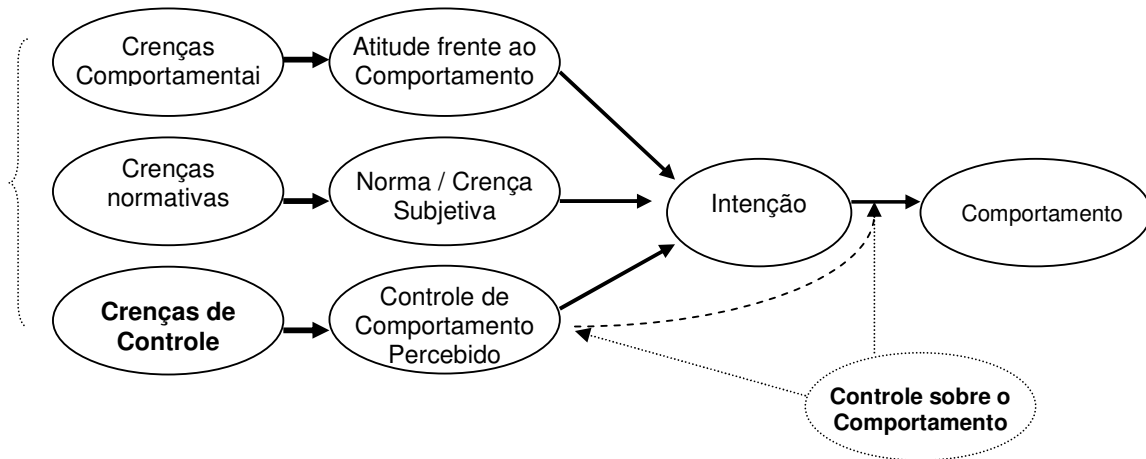 Crenças
Comportamentai
Atitude frente ao
Comportamento
Crenças
normativas
Norma / Crença
Subjetiva
Intenção
Comportamento
Crenças de
Controle
Controle de
Comportamento
Percebido
Controle sobre o
Comportamento